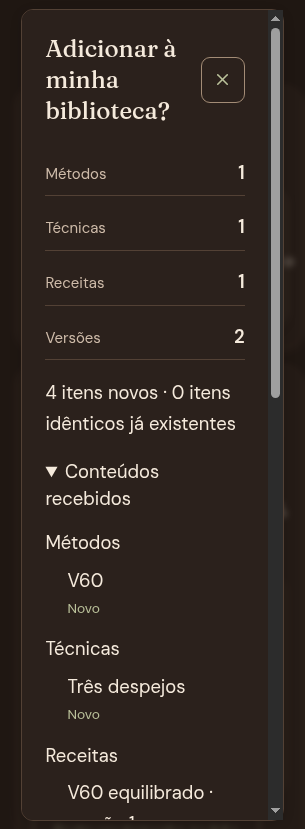 Adicionar à
minha
biblioteca?
Métodos 1
Técnicas 1
Receitas 1
Versões 2
4 itens novos · 0 itens
idênticos já existentes
▼ Conteúdos
recebidos
Métodos
V60
Novo
Técnicas
Três despejos
Novo
Receitas
V60 equilibrado ·